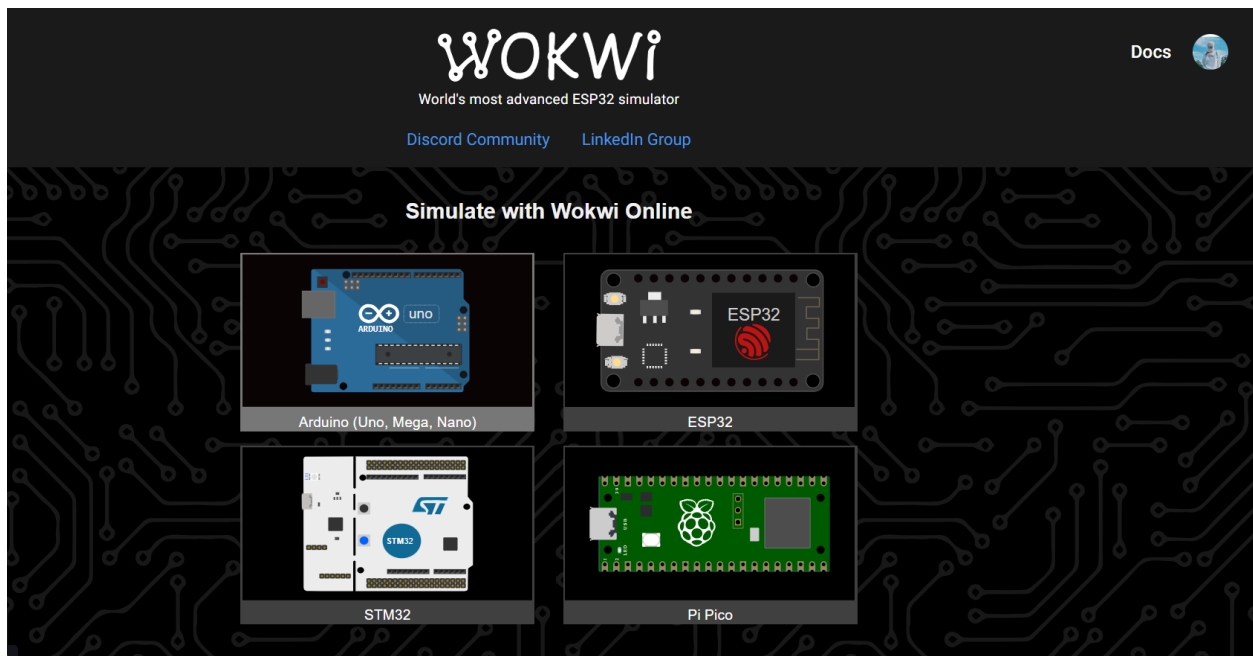 WOKWi
Docs
World's most advanced ESP32 simulator
Discord Community LinkedIn Group
Simulate with Wokwi Online
uno
ARDUINO
ESP32
Arduino (Uno, Mega, Nano)
ESP32
ST
STM32
STM32
Pi Pico